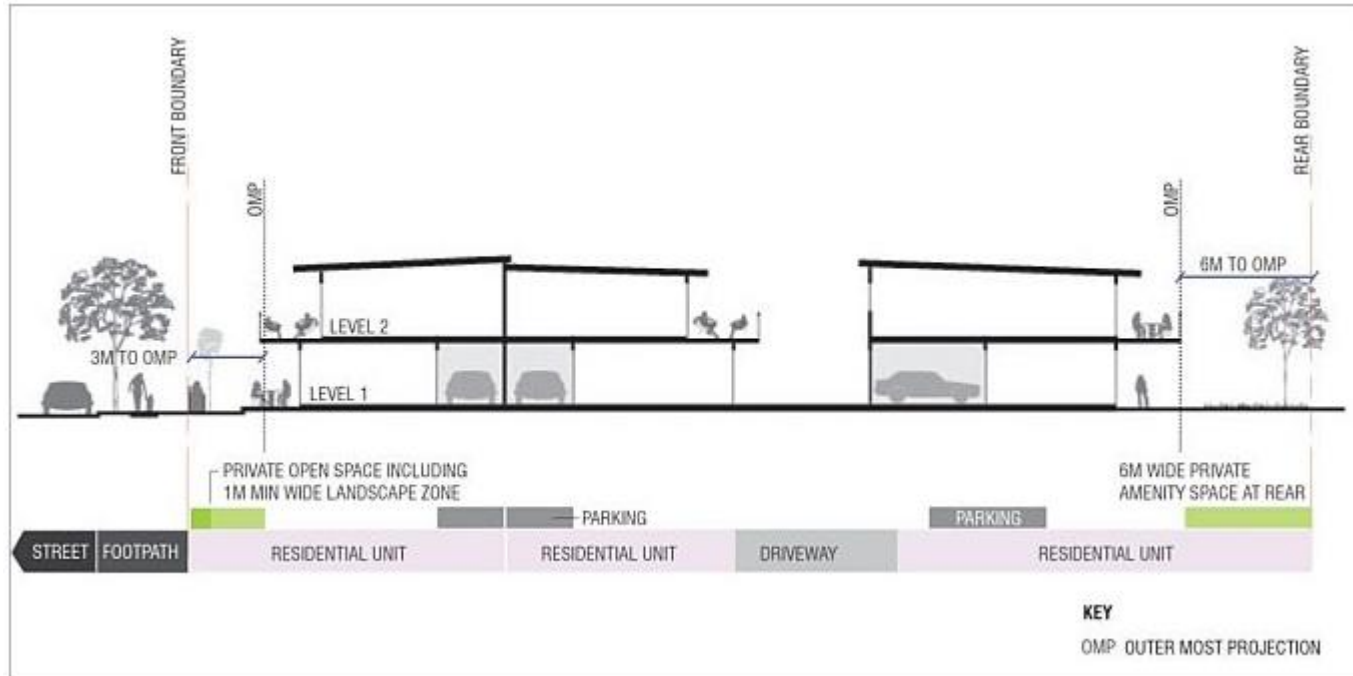 FRONT BOUNDARY
REAR BOUNDARY
OMP
OMP
6M TO OMP
LEVEL 2
3M TO OMP
LEVEL 1
PRIVATE OPEN SPACE INCLUDING
1M MIN WIDE LANDSCAPE ZONE
6M WIDE PRIVATE
AMENITY SPACE AT REAR
PARKING
PARKING
STREET
FOOTPATH
RESIDENTIAL UNIT
RESIDENTIAL UNIT
DRIVEWAY
RESIDENTIAL UNIT
KEY
OMP OUTER MOST PROJECTION